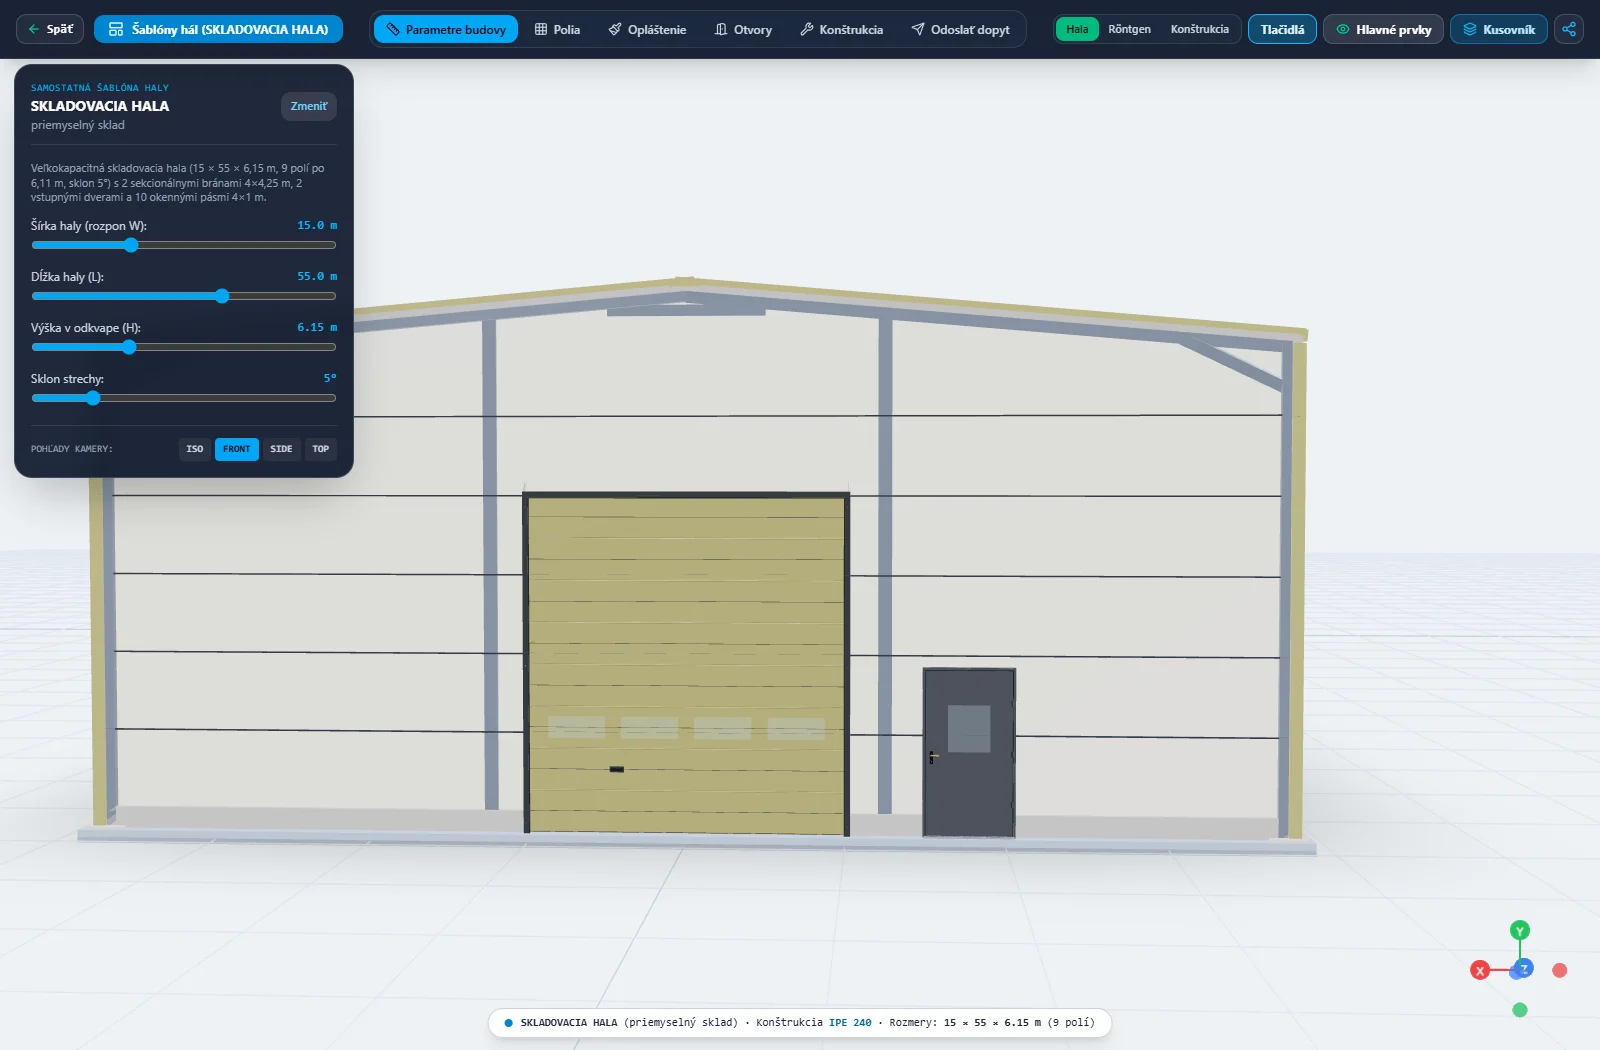 Späť
Šablóny hál (SKLADOVACIA HALA)
Parametre budovy
Polia
Opláštenie
Otvory
Konštrukcia
Odoslať dopyt
Hala
Röntgen
Konštrukcia
Tlačidlá
Hlavné prvky
Kusovník
SAMOSTATNÁ ŠABLÓNA HALY
SKLADOVACIA HALA
priemyselný sklad
Zmeniť
Veľkokapacitná skladovacia hala (15 × 55 × 6,15 m, 9 polí po
6,11 m, sklon 5°) s 2 sekcionálnymi bránami 4×4,25 m, 2
vstupnými dverami a 10 okennými pásmi 4×1 m.
Šírka haly (rozpon W): 15.0 m
Dĺžka haly (L): 55.0 m
Výška v odkvape (H): 6.15 m
Sklon strechy: 5°
POHĽADY KAMERY: ISO FRONT SIDE TOP
Y
X
Z
SKLADOVACIA HALA (priemyselný sklad) · Konštrukcia IPE 240 · Rozmery: 15 × 55 × 6.15 m (9 polí)